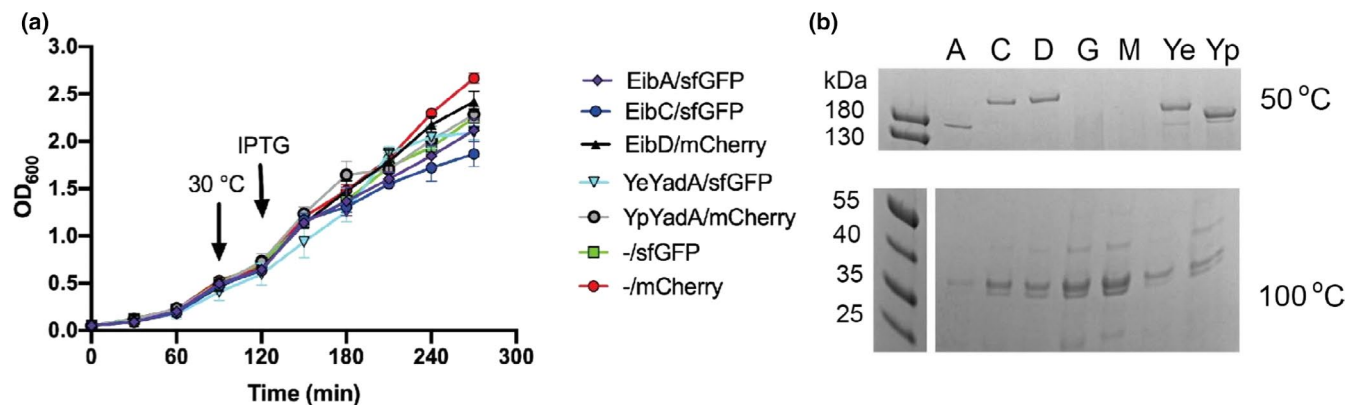 (a)
3.0
2.5
2.0
1.5
1.0
0.5
0.0
OD600
30 °C
IPTG
0 60 120 180 240 300
Time (min)
EibA/sfGFP
EibC/sfGFP
EibD/mCherry
YeYadA/sfGFP
YpYadA/mCherry
-/sfGFP
-/mCherry
(b)
A C D G M Ye Yp
kDa
180
130
50 °C
55
40
35
25
100 °C